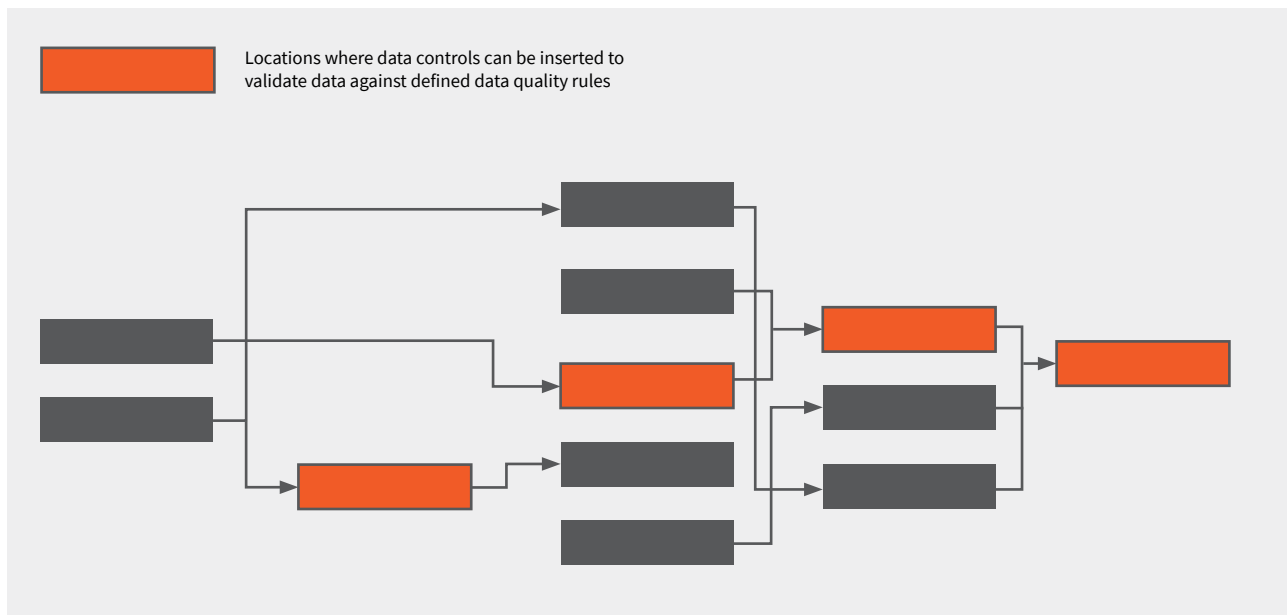 Locations where data controls can be inserted to
validate data against defined data quality rules